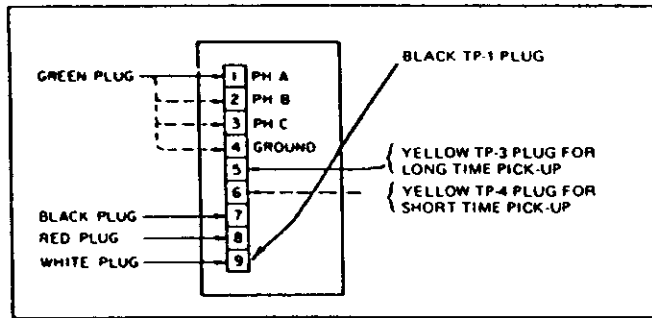 BLACK TP-1 PLUG
GREEN PLUG 1 PH A
2 PH B
3 PH C
4 GROUND
5 YELLOW TP-3 PLUG FOR
LONG TIME PICK-UP
6 YELLOW TP-4 PLUG FOR
SHORT TIME PICK-UP
BLACK PLUG 7
RED PLUG 8
WHITE PLUG 9